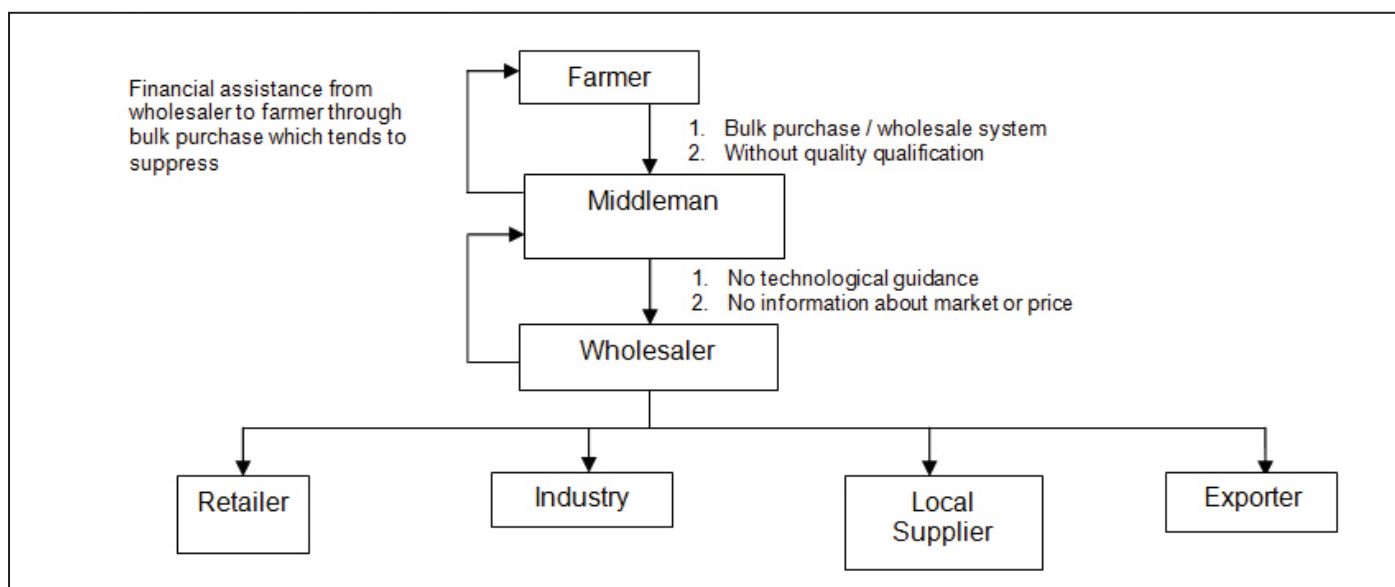 Farmer
Financial assistance from
wholesaler to farmer through
bulk purchase which tends to
suppress
1. Bulk purchase / wholesale system
2. Without quality qualification
Middleman
1. No technological guidance
2. No information about market or price
Wholesaler
Retailer
Industry
Local
Supplier
Exporter